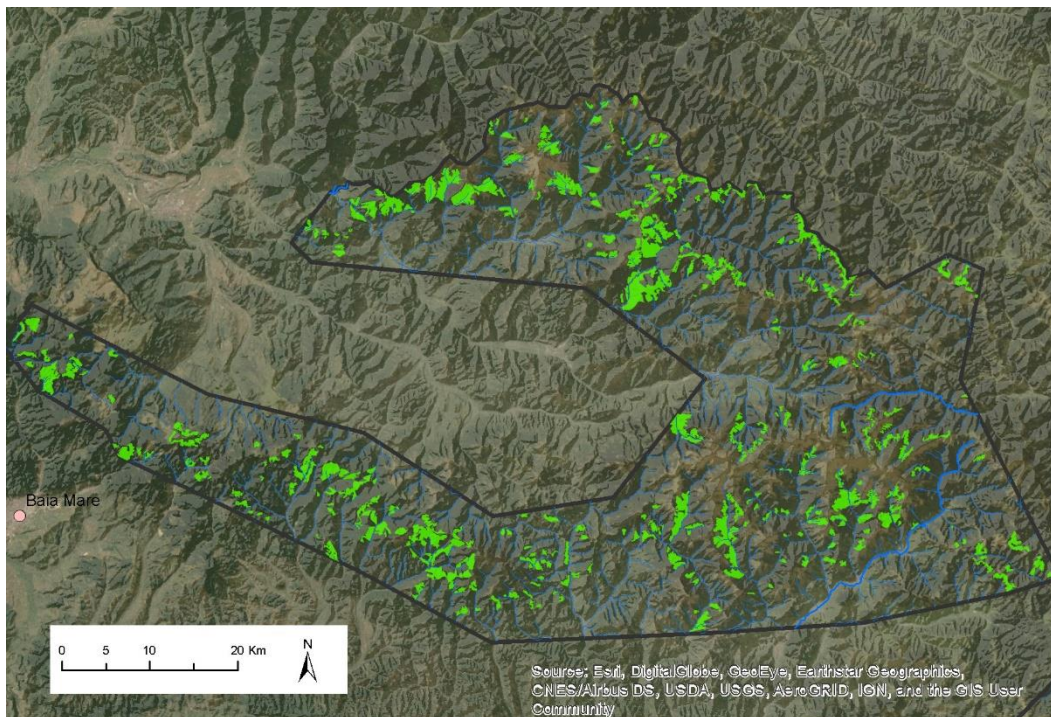 Baia Mare
0 5 10 20 Km
N
Source: Esri, DigitalGlobe, GeoEye, Earthstar Geographics,
CNES/Airbus DS, USDA, USGS, AeroGRID, IGN, and the GIS User
Community